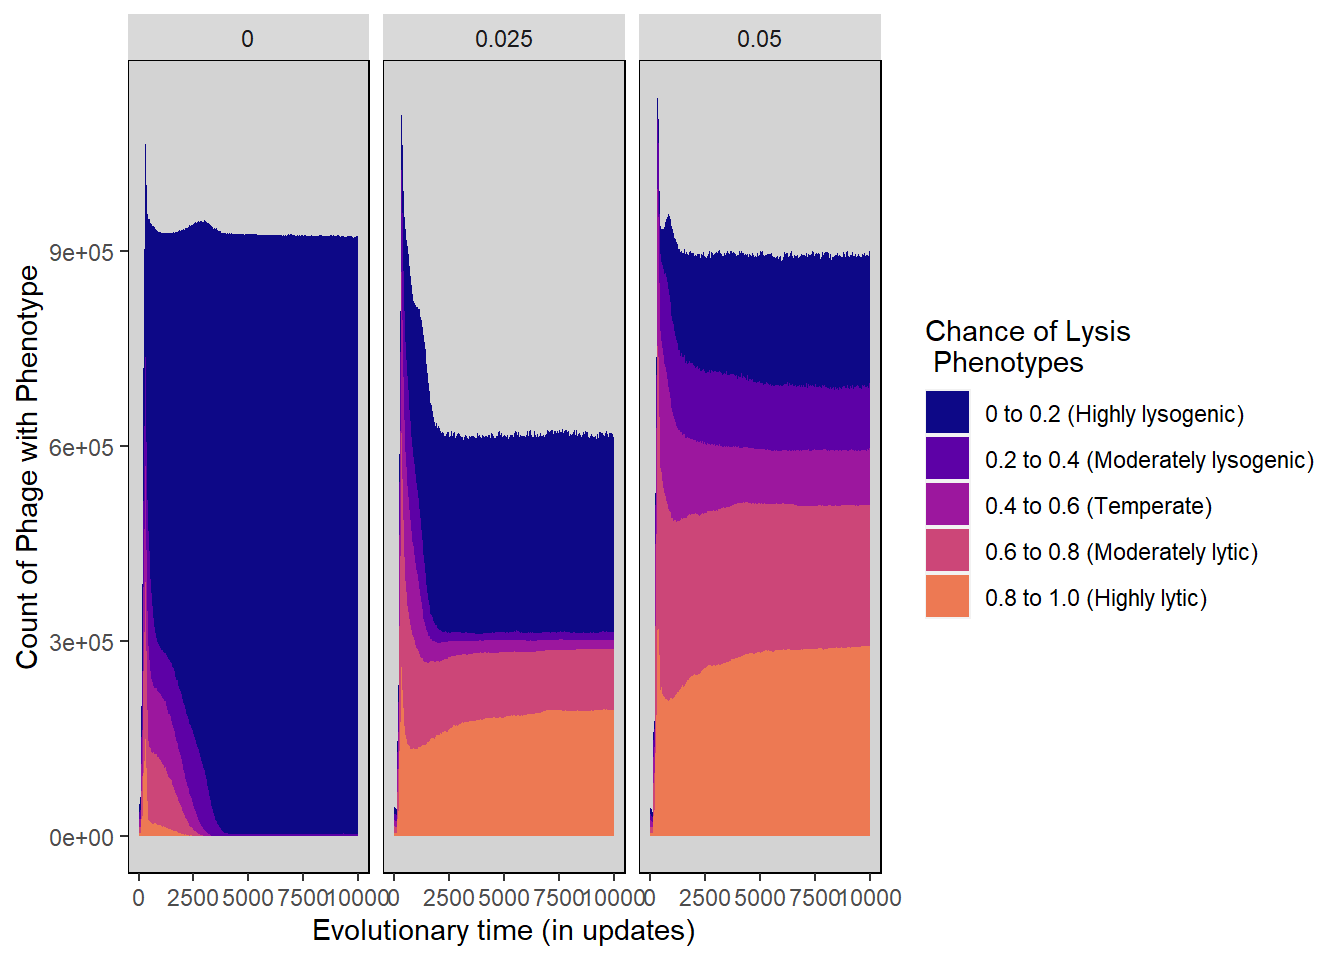 0
0.025
0.05
Count of Phage with Phenotype
9e+05
6e+05
3e+05
0e+00
0 2500 5000 7500 10000
0 2500 5000 7500 10000
0 2500 5000 7500 10000
Evolutionary time (in updates)
Chance of Lysis
Phenotypes
0 to 0.2 (Highly lysogenic)
0.2 to 0.4 (Moderately lysogenic)
0.4 to 0.6 (Temperate)
0.6 to 0.8 (Moderately lytic)
0.8 to 1.0 (Highly lytic)